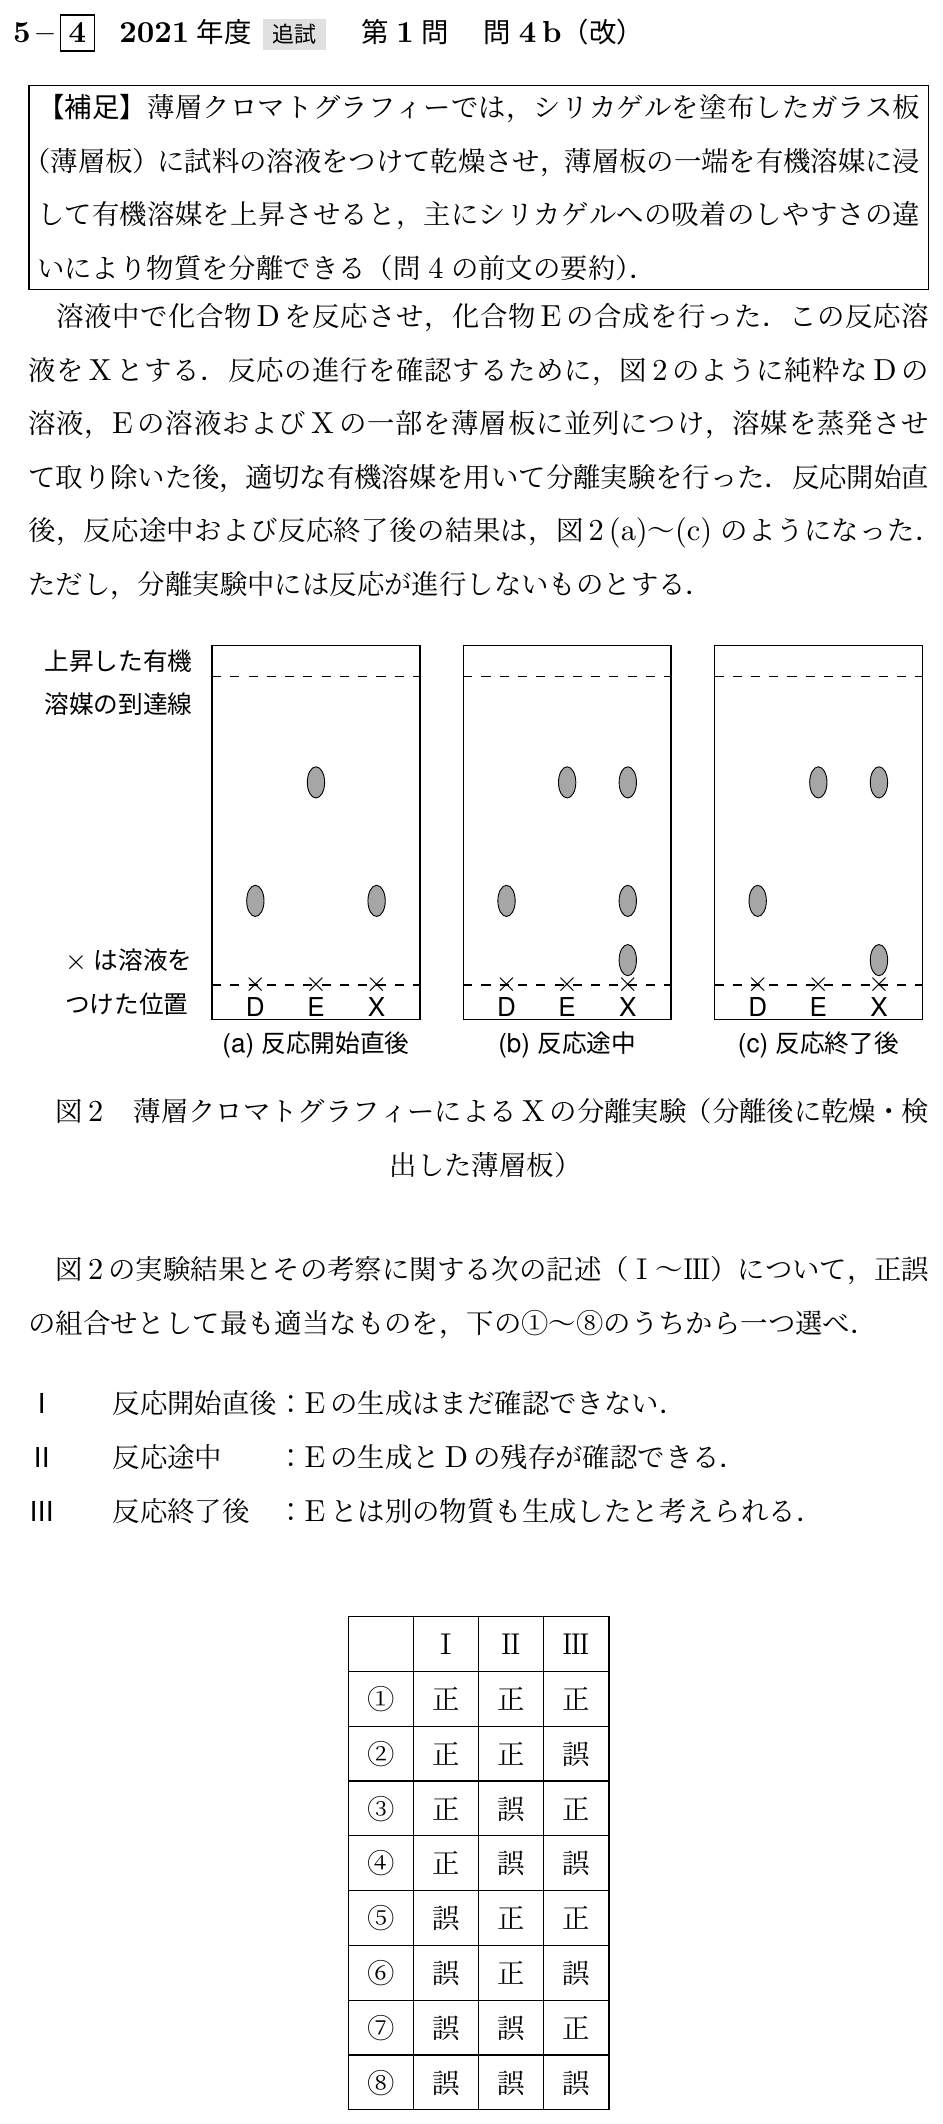 5－4 2021年度 追試 第1問 問4b（改）
【補足】薄層クロマトグラフィーでは，シリカゲルを塗布したガラス板
（薄層板）に試料の溶液をつけて乾燥させ，薄層板の一端を有機溶媒に浸
して有機溶媒を上昇させると，主にシリカゲルへの吸着のしやすさの違
いにより物質を分離できる（問4の前文の要約）．
溶液中で化合物Dを反応させ，化合物Eの合成を行った．この反応溶
液をXとする．反応の進行を確認するために，図2のように純粋なDの
溶液，Eの溶液およびXの一部を薄層板に並列につけ，溶媒を蒸発させ
て取り除いた後，適切な有機溶媒を用いて分離実験を行った．反応開始直
後，反応途中および反応終了後の結果は，図2(a)～(c)のようになった．
ただし，分離実験中には反応が進行しないものとする．
上昇した有機
溶媒の到達線
×は溶液を
つけた位置
D E X
D E X
D E X
(a) 反応開始直後
(b) 反応途中
(c) 反応終了後
図2　薄層クロマトグラフィーによるXの分離実験（分離後に乾燥・検
出した薄層板）
図2の実験結果とその考察に関する次の記述（Ⅰ～Ⅲ）について，正誤
の組合せとして最も適当なものを，下の①～⑧のうちから一つ選べ．
Ⅰ　反応開始直後：Eの生成はまだ確認できない．
Ⅱ　反応途中　：Eの生成とDの残存が確認できる．
Ⅲ　反応終了後　：Eとは別の物質も生成したと考えられる．
Ⅰ Ⅱ Ⅲ
① 正 正 正
② 正 正 誤
③ 正 誤 正
④ 正 誤 誤
⑤ 誤 正 正
⑥ 誤 正 誤
⑦ 誤 誤 正
⑧ 誤 誤 誤